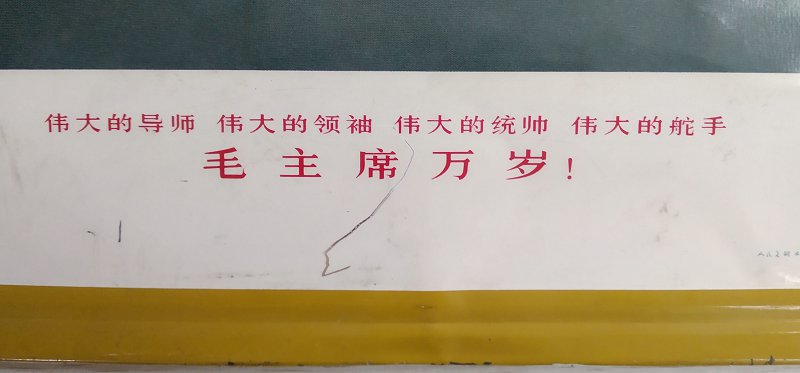 伟大的导师 伟大的领袖 伟大的统帅 伟大的舵手
毛主席万岁!